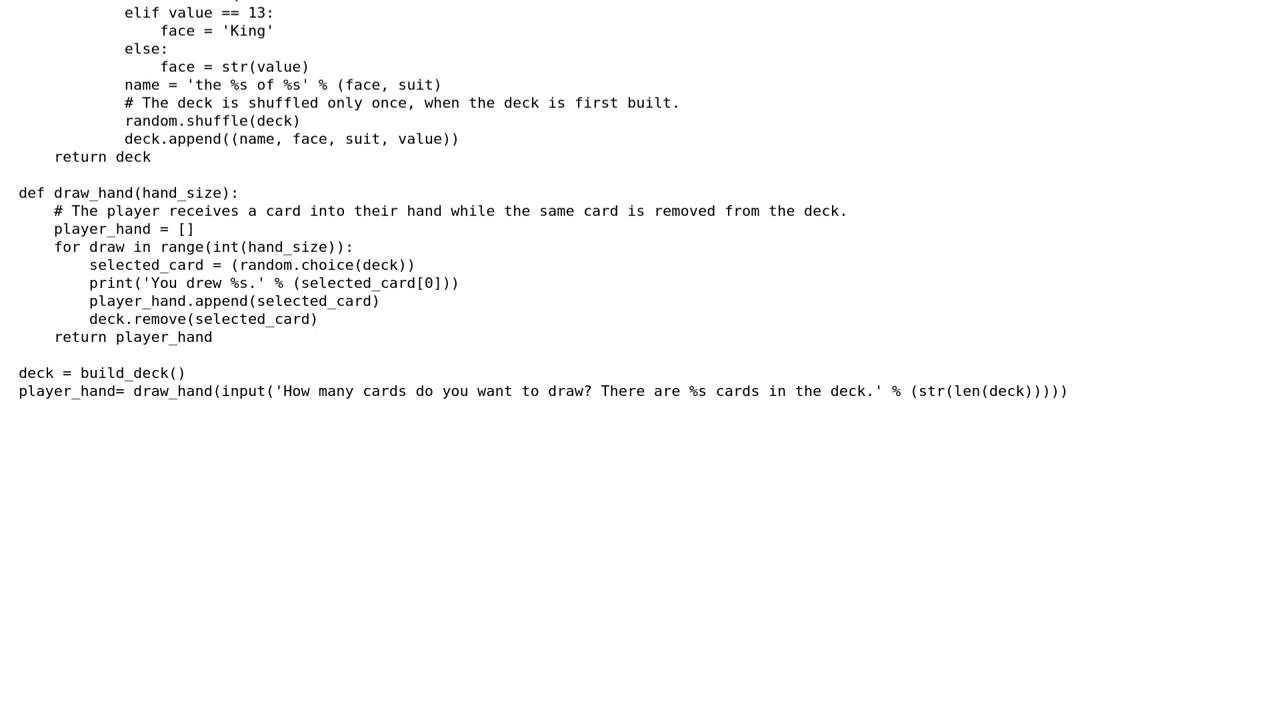 elif value == 13:
                face = 'King'
            else:
                face = str(value)
            name = 'the %s of %s' % (face, suit)
            # The deck is shuffled only once, when the deck is first built.
            random.shuffle(deck)
            deck.append((name, face, suit, value))
    return deck

def draw_hand(hand_size):
    # The player receives a card into their hand while the same card is removed from the deck.
    player_hand = []
    for draw in range(int(hand_size)):
        selected_card = (random.choice(deck))
        print('You drew %s.' % (selected_card[0]))
        player_hand.append(selected_card)
        deck.remove(selected_card)
    return player_hand

deck = build_deck()
player_hand= draw_hand(input('How many cards do you want to draw? There are %s cards in the deck.' % (str(len(deck)))))